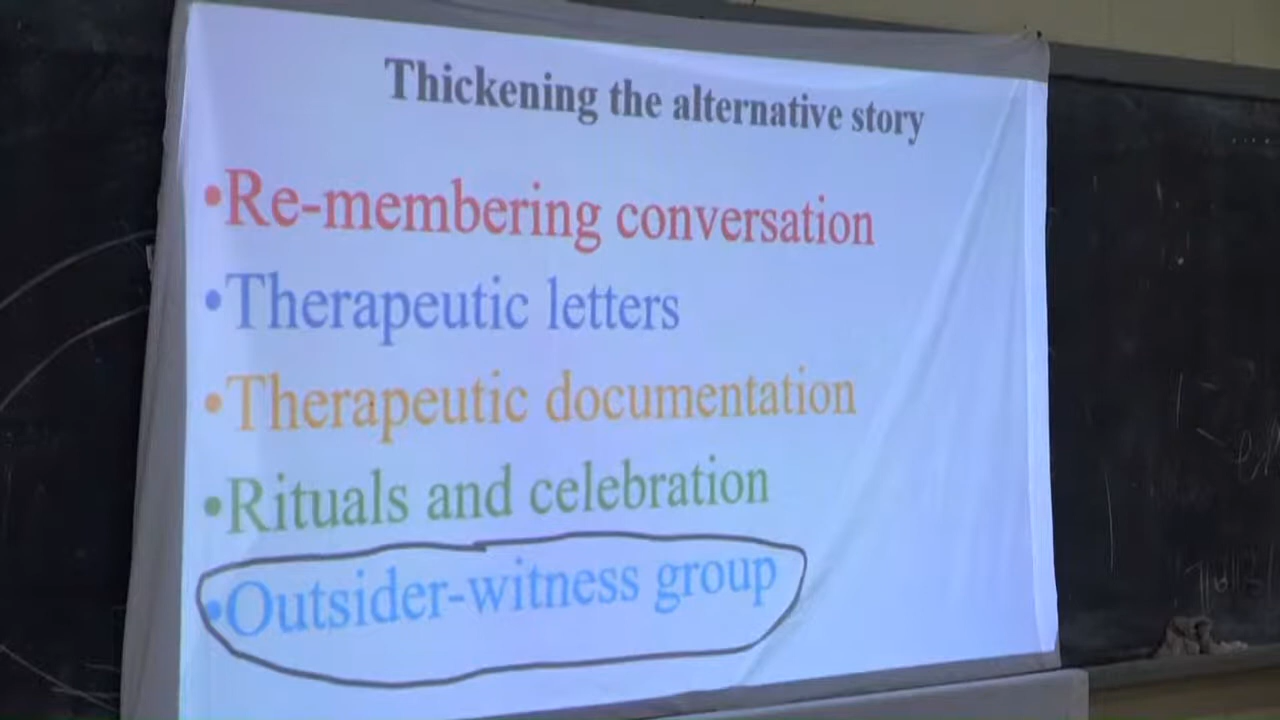 Thickening the alternative story
•Re-membering conversation
•Therapeutic letters
•Therapeutic documentation
•Rituals and celebration
•Outsider-witness group